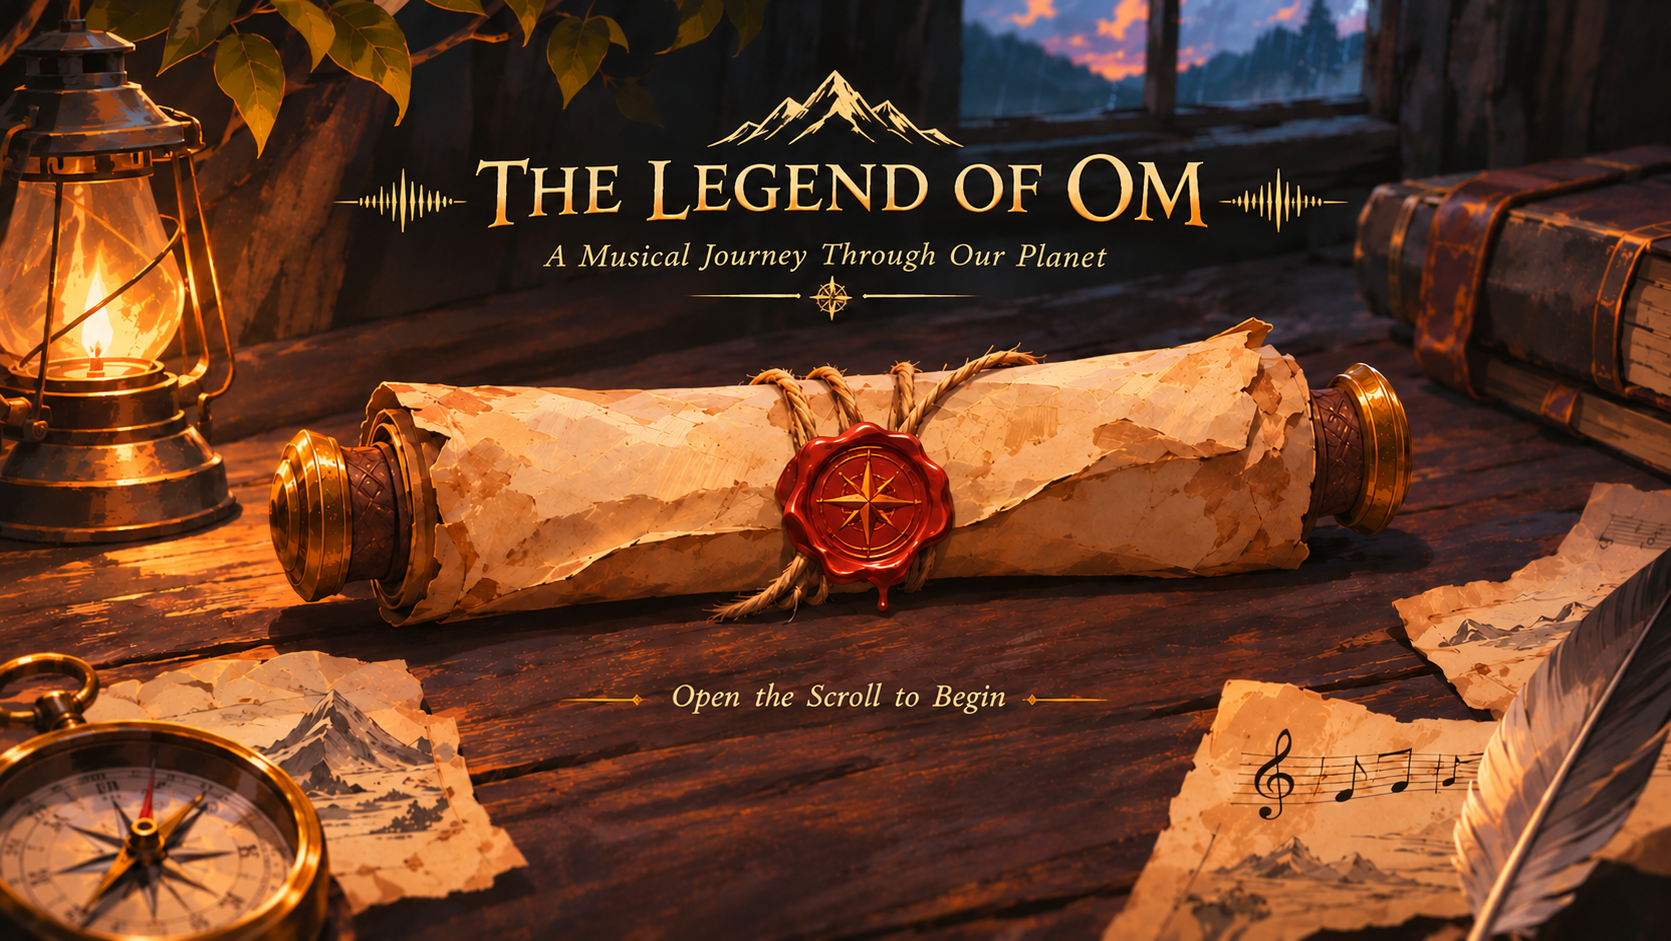 The Legend of Om
A Musical Journey Through Our Planet
Open the Scroll to Begin